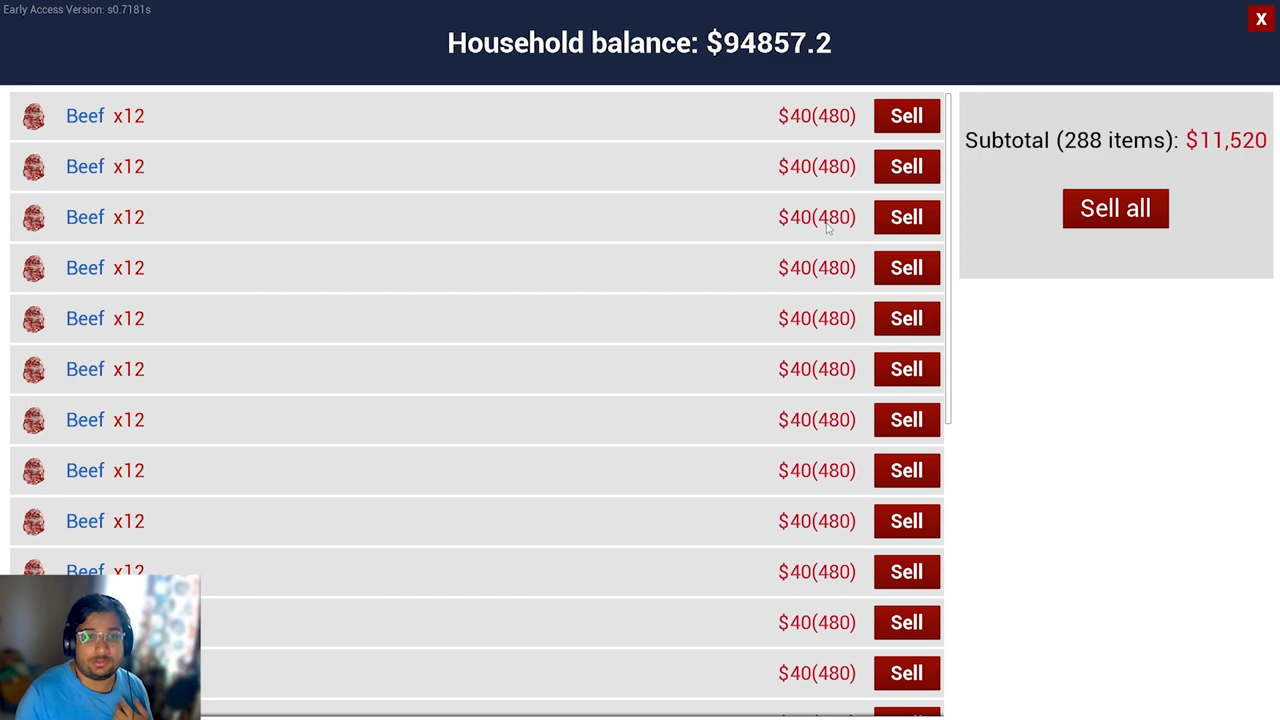 Early Access Version: s0.7181s
X
Household balance: $94857.2
Beef x12 $40(480) Sell
Subtotal (288 items): $11,520
Beef x12 $40(480) Sell
Sell all
Beef x12 $40(480) Sell
Beef x12 $40(480) Sell
Beef x12 $40(480) Sell
Beef x12 $40(480) Sell
Beef x12 $40(480) Sell
Beef x12 $40(480) Sell
Beef x12 $40(480) Sell
Beef x12 $40(480) Sell
$40(480) Sell
$40(480) Sell